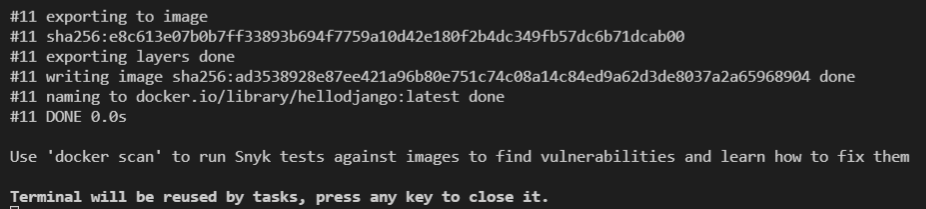 #11 exporting to image
#11 sha256:e8c613e07b0b7ff33893b694f7759a10d42e180f2b4dc349fb57dc6b71dcab00
#11 exporting layers done
#11 writing image sha256:ad3538928e87ee421a96b80e751c74c08a14c84ed9a62d3de8037a2a65968904 done
#11 naming to docker.io/library/hellodjango:latest done
#11 DONE 0.0s
Use 'docker scan' to run Snyk tests against images to find vulnerabilities and learn how to fix them
Terminal will be reused by tasks, press any key to close it.